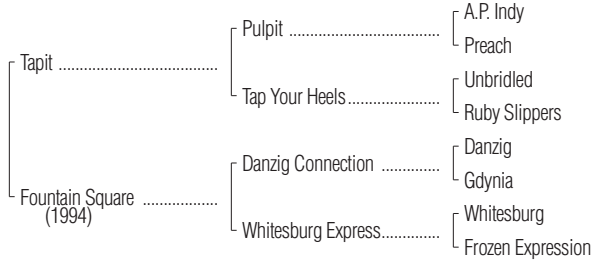 A.P. Indy
Pulpit ......................................
Preach
Tapit .....................................
Unbridled
Tap Your Heels.......................
Ruby Slippers
Danzig
Danzig Connection ..............
Gdynia
Fountain Square .................
(1994)
Whitesburg
Whitesburg Express..............
Frozen Expression